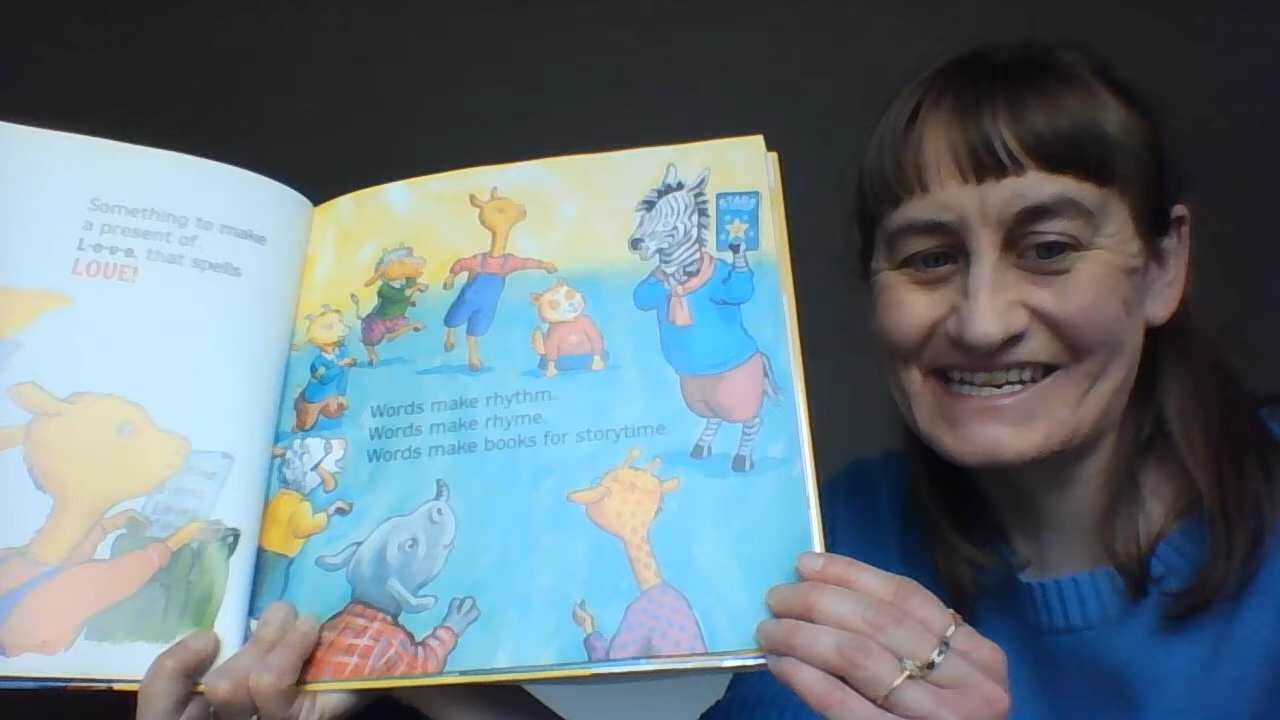 Something to make
a present of.
L-o-v-e, that spells
LOVE!
STARS
Words make rhythm.
Words make rhyme.
Words make books for storytime.